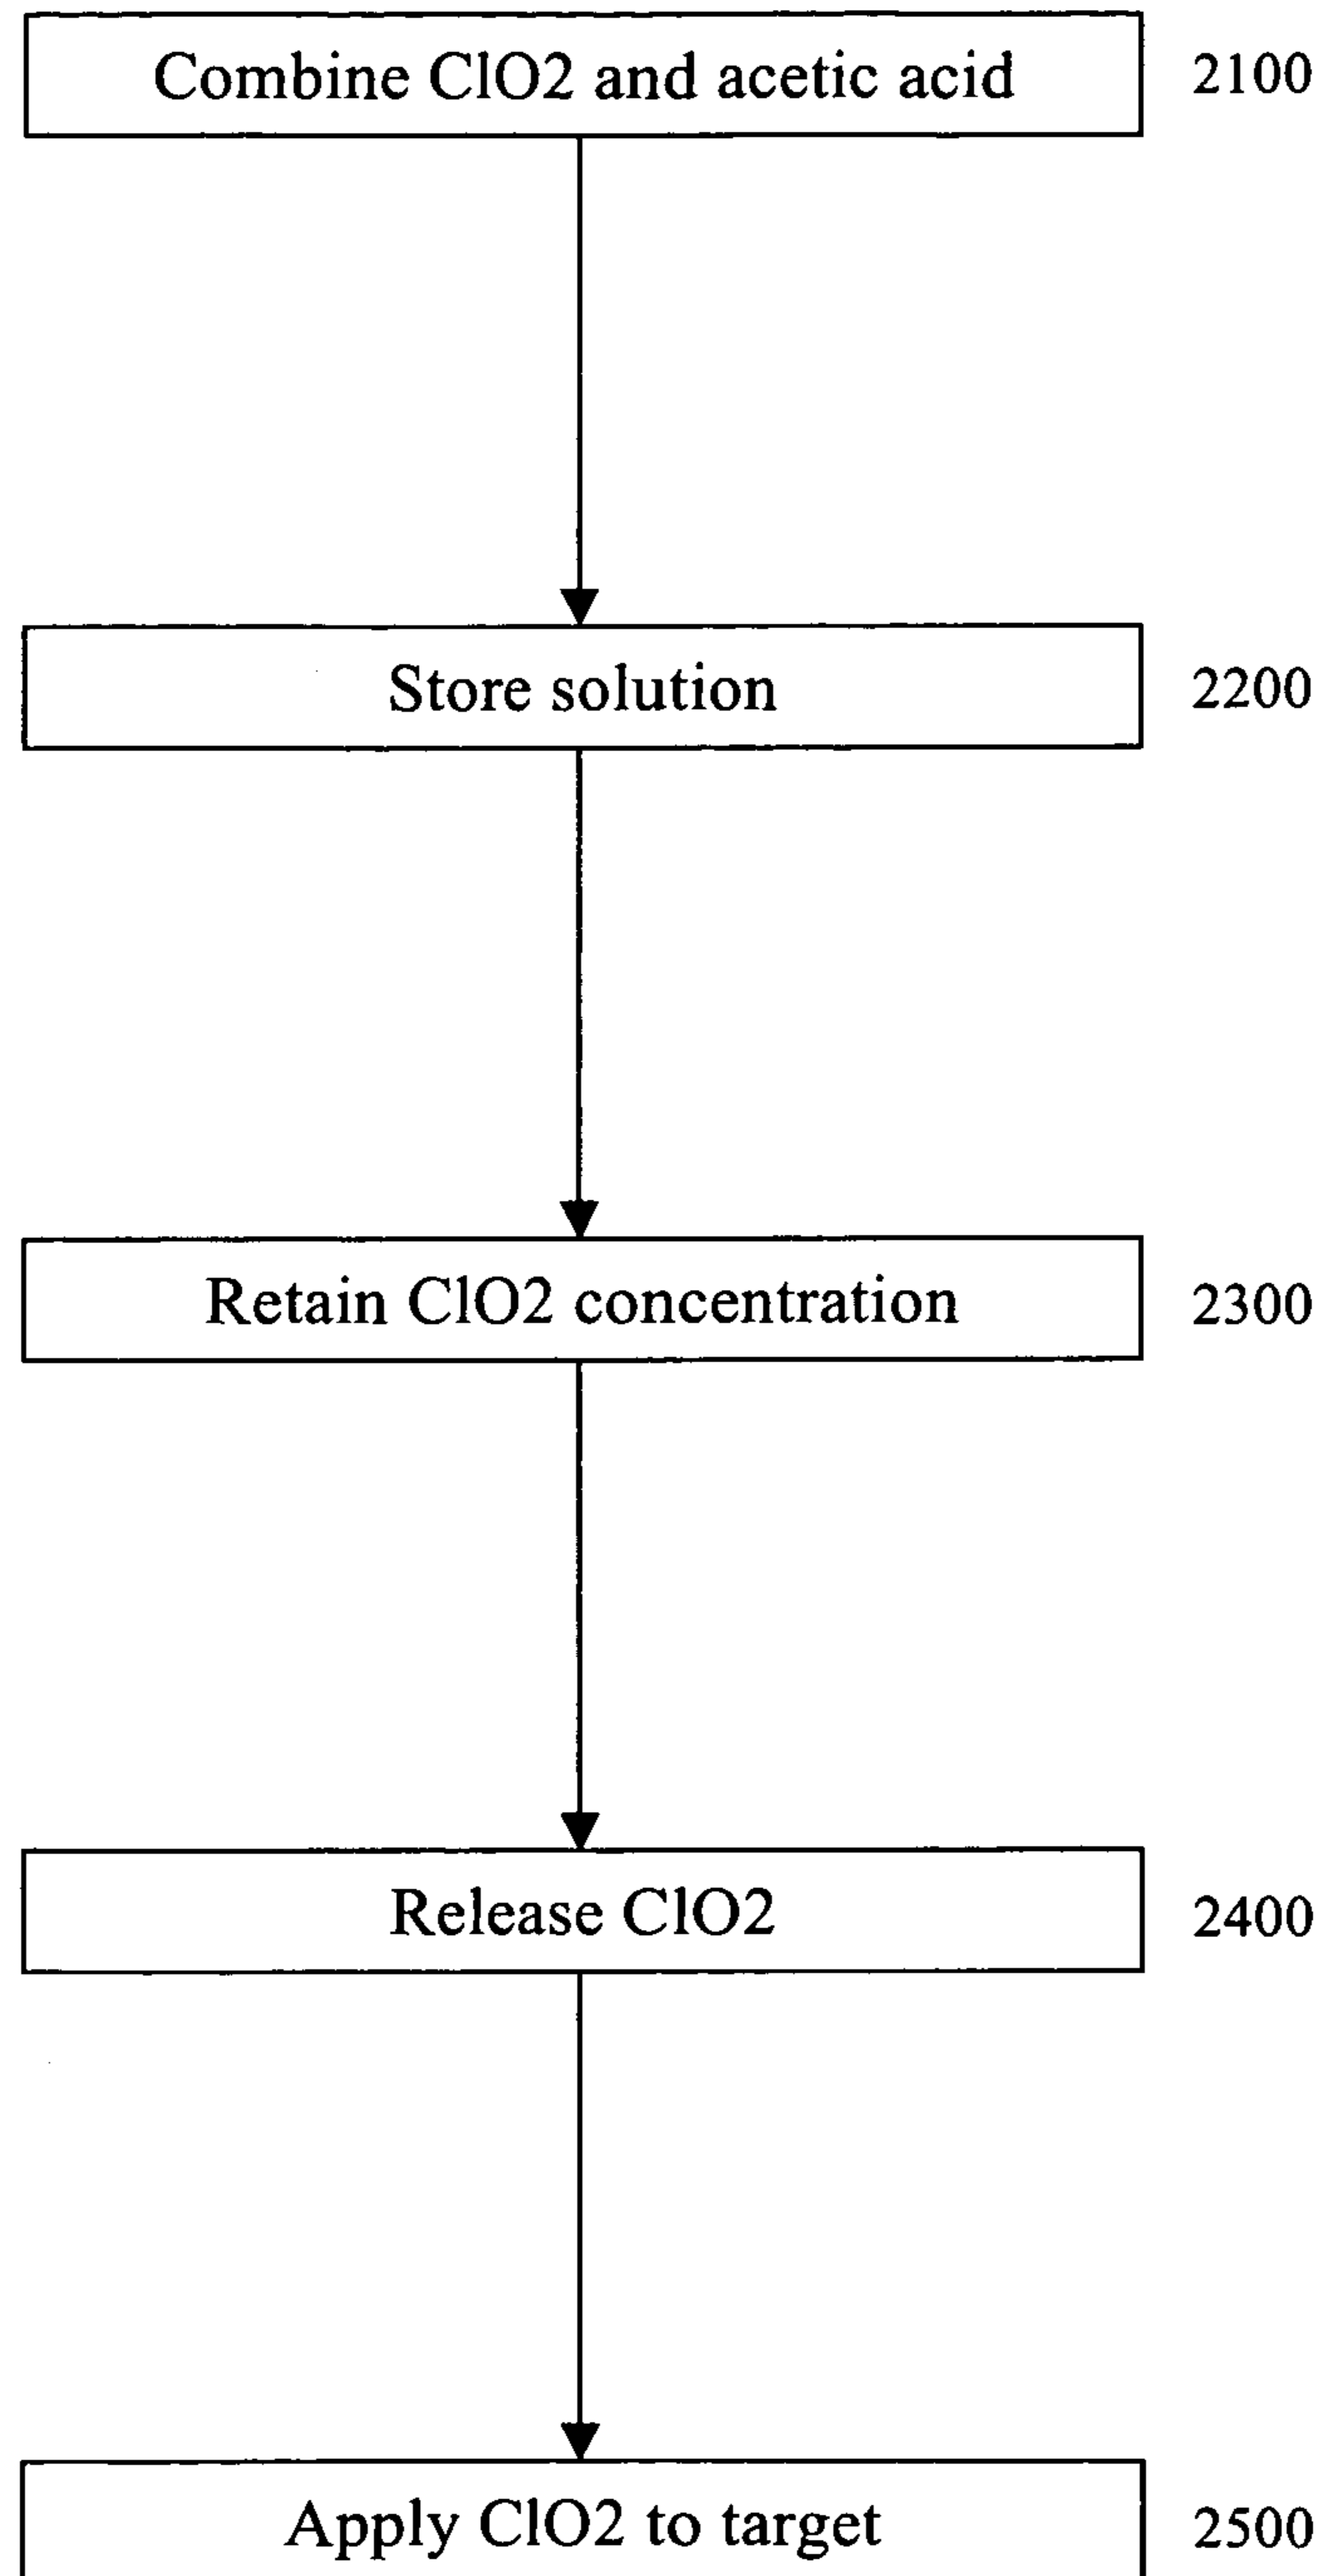 Combine ClO2 and acetic acid 2100
Store solution 2200
Retain ClO2 concentration 2300
Release ClO2 2400
Apply ClO2 to target 2500